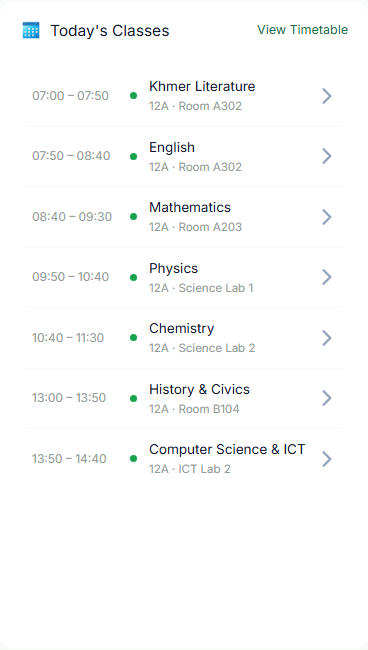 Today's Classes
View Timetable
07:00 – 07:50
Khmer Literature
12A · Room A302
07:50 – 08:40
English
12A · Room A302
08:40 – 09:30
Mathematics
12A · Room A203
09:50 – 10:40
Physics
12A · Science Lab 1
10:40 – 11:30
Chemistry
12A · Science Lab 2
13:00 – 13:50
History & Civics
12A · Room B104
13:50 – 14:40
Computer Science & ICT
12A · ICT Lab 2